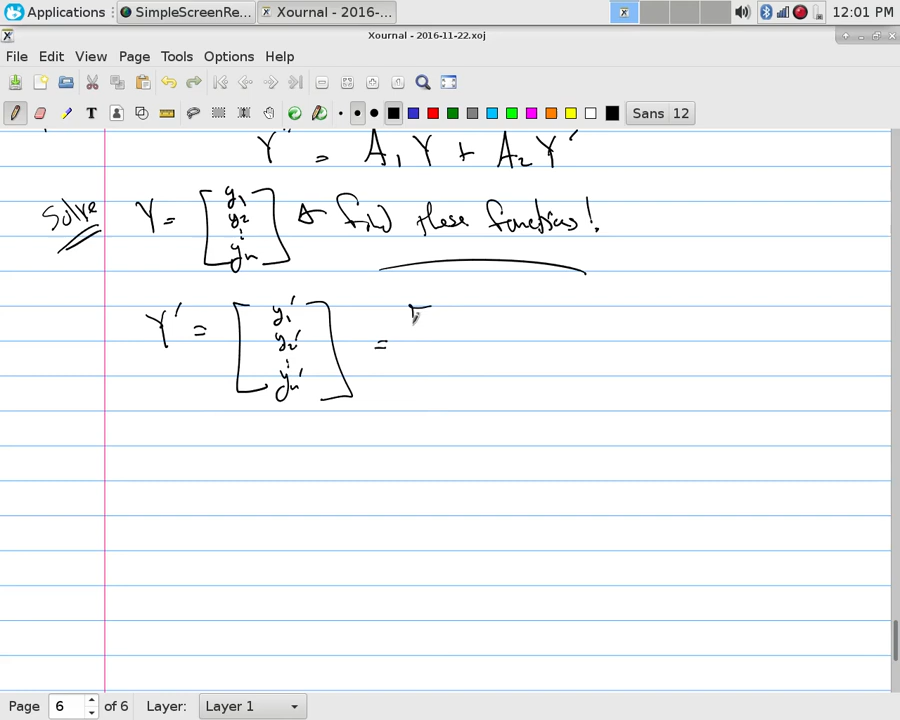 Applications SimpleScreenRe... Xournal - 2016-... 12:01 PM
Xournal - 2016-11-22.xoj
File Edit View Page Tools Options Help
Sans 12
Y'' = A₁ Y + A₂ Y'
Solve Y = [ y₁ y₂ ⋮ yₙ ] ← find these functions!
Y' = [ y₁' y₂' ⋮ yₙ' ] =
Page 6 of 6 Layer: Layer 1